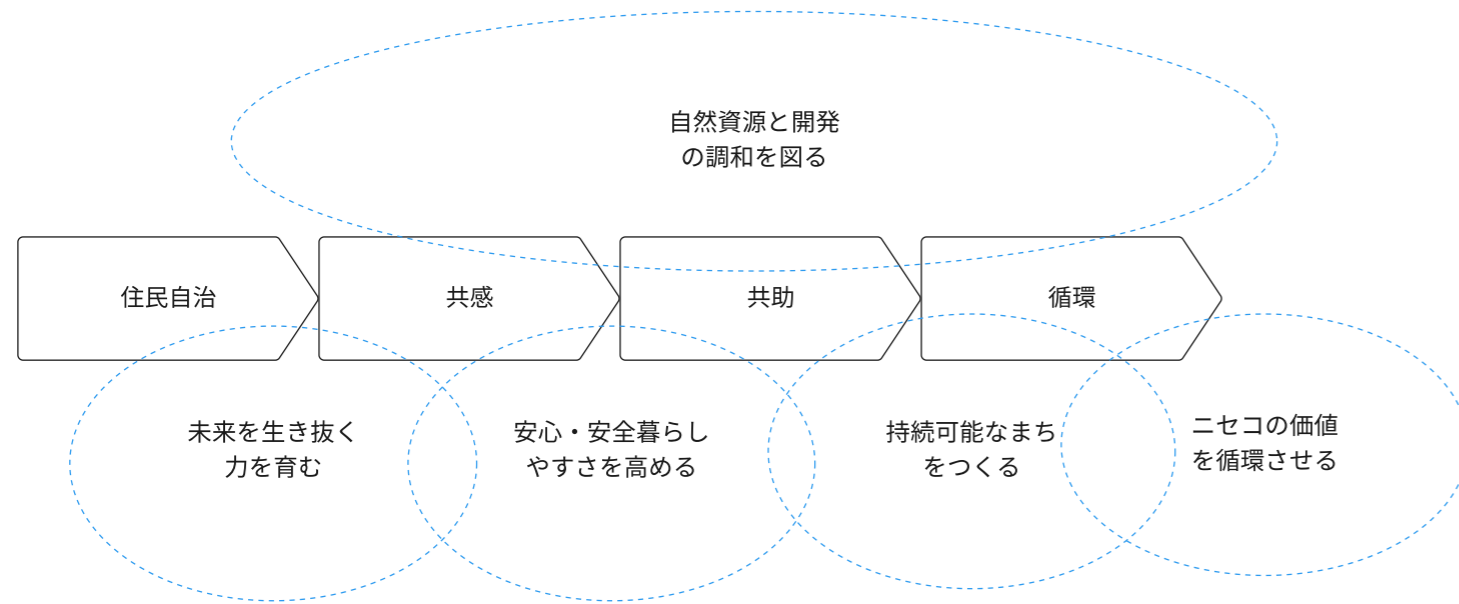 自然資源と開発
の調和を図る
住民自治
共感
共助
循環
未来を生き抜く
力を育む
安心・安全暮らし
やすさを高める
持続可能なまち
をつくる
ニセコの価値
を循環させる